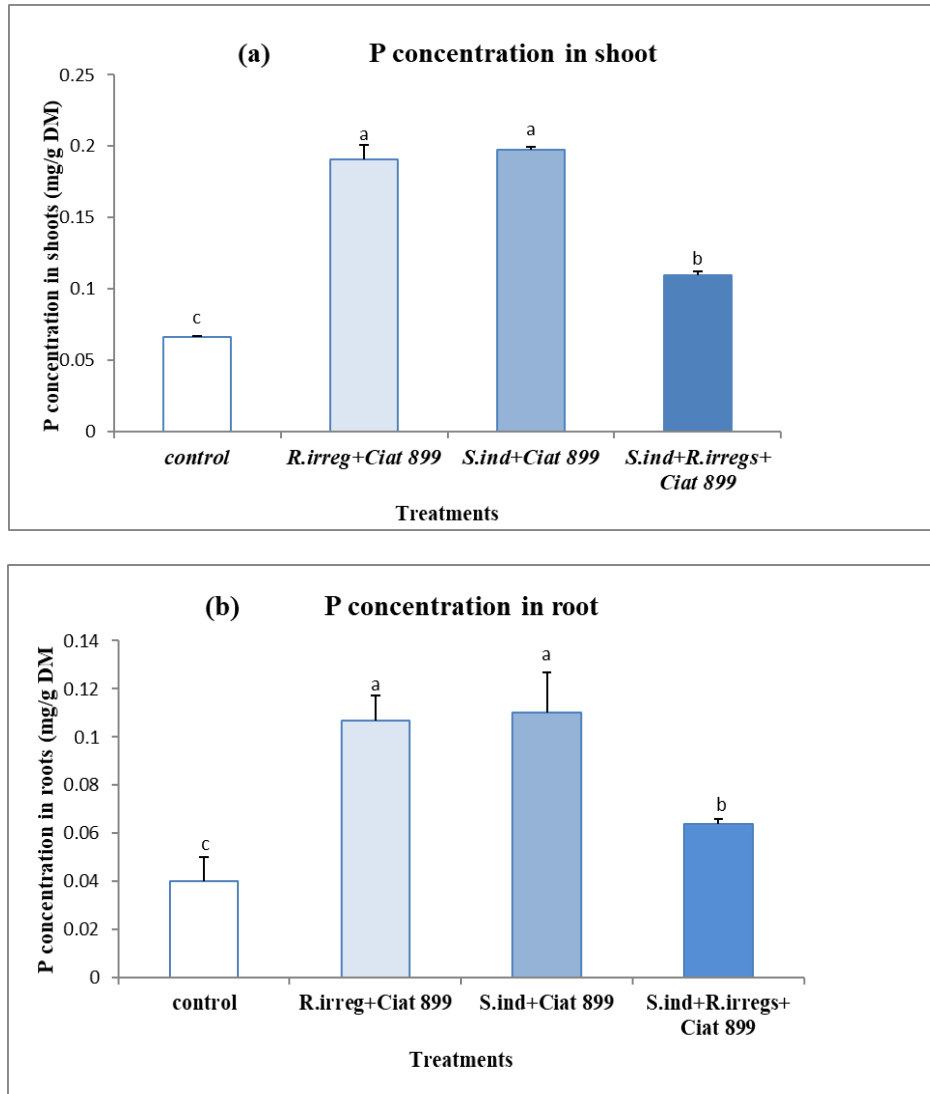 (a) P concentration in shoot
P concentration in shoots (mg/g DM)
0.25
0.2
0.15
0.1
0.05
0
c
a
a
b
control
R.irreg+Ciat 899
S.ind+Ciat 899
S.ind+R.irregs+
Ciat 899
Treatments
(b) P concentration in root
P concentration in roots (mg/g DM
0.14
0.12
0.1
0.08
0.06
0.04
0.02
0
c
a
a
b
control
R.irreg+Ciat 899
S.ind+Ciat 899
S.ind+R.irregs+
Ciat 899
Treatments